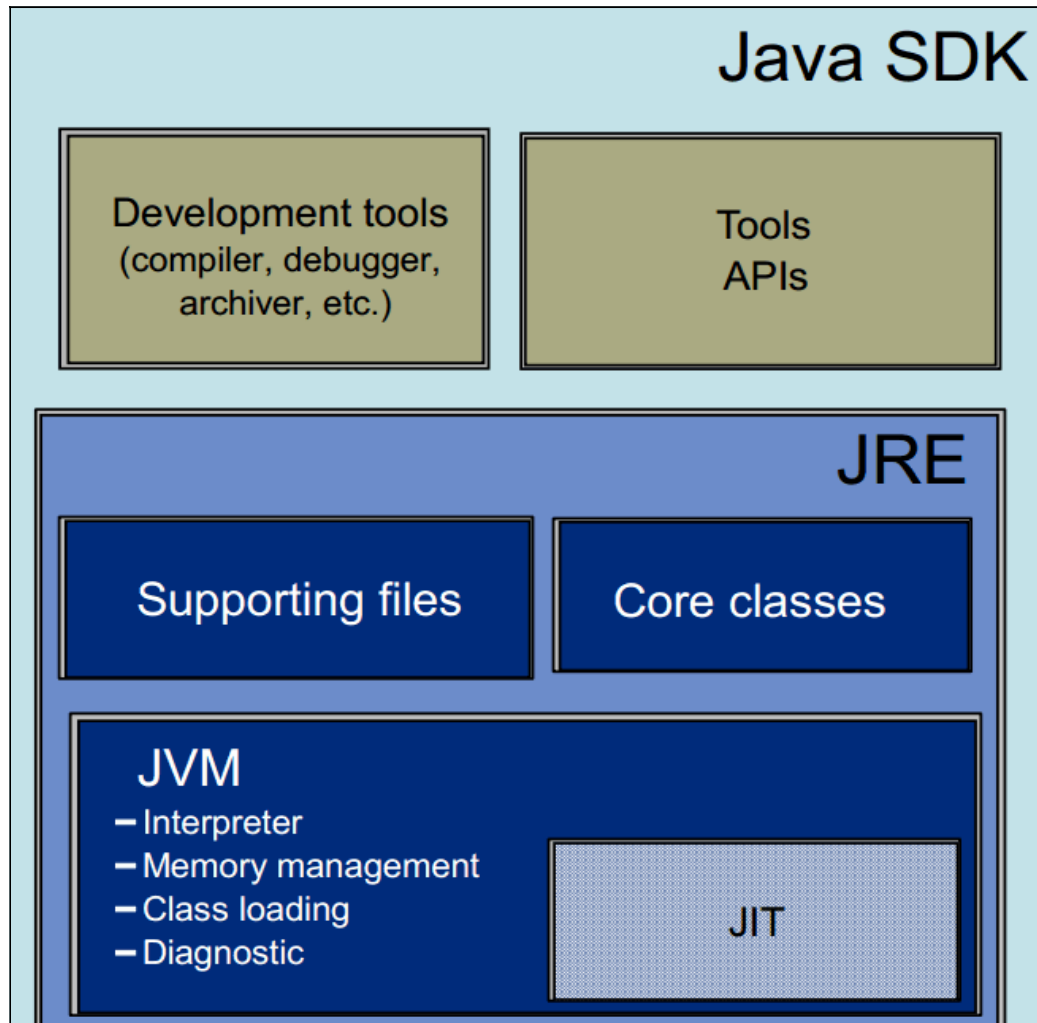 Java SDK
Development tools
(compiler, debugger,
archiver, etc.)
Tools
APIs
JRE
Supporting files
Core classes
JVM
– Interpreter
– Memory management
– Class loading
– Diagnostic
JIT